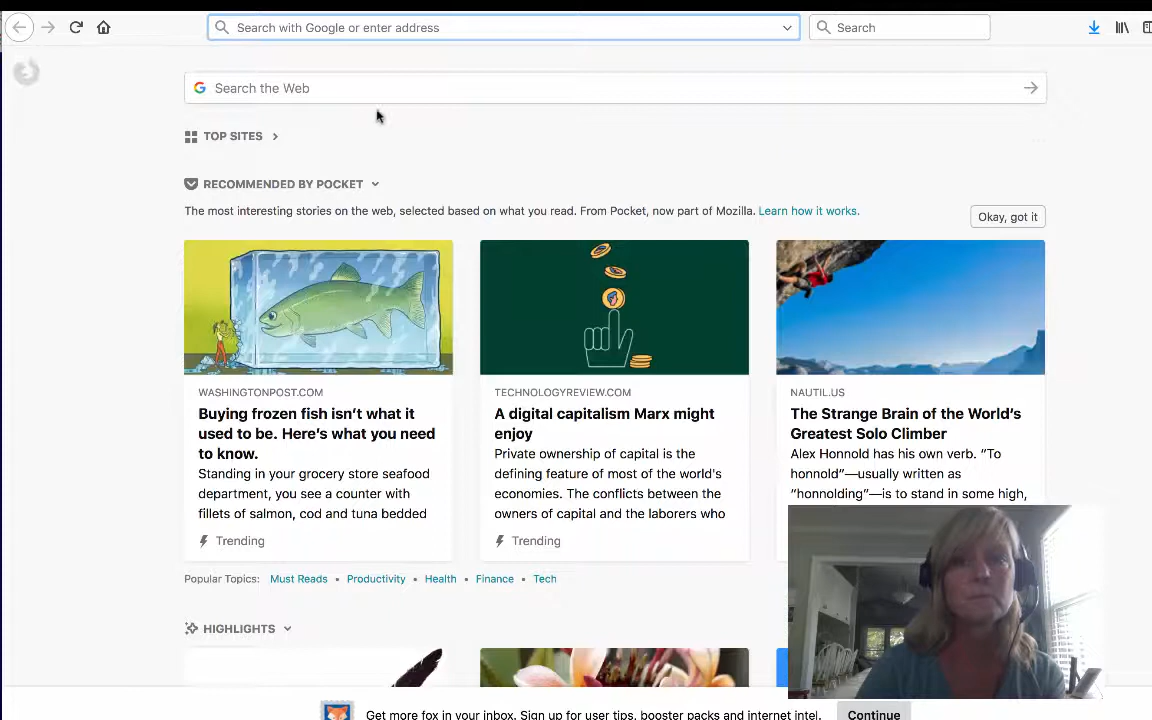 Search with Google or enter address
Search
Search the Web
TOP SITES
RECOMMENDED BY POCKET
The most interesting stories on the web, selected based on what you read. From Pocket, now part of Mozilla. Learn how it works.
Okay, got it
WASHINGTONPOST.COM
Buying frozen fish isn't what it
used to be. Here's what you need
to know.
Standing in your grocery store seafood
department, you see a counter with
fillets of salmon, cod and tuna bedded
Trending
TECHNOLOGYREVIEW.COM
A digital capitalism Marx might
enjoy
Private ownership of capital is the
defining feature of most of the world's
economies. The conflicts between the
owners of capital and the laborers who
Trending
NAUTIL.US
The Strange Brain of the World's
Greatest Solo Climber
Alex Honnold has his own verb. "To
honnold"—usually written as
"honnolding"—is to stand in some high,
Popular Topics: Must Reads • Productivity • Health • Finance • Tech
HIGHLIGHTS
Get more fox in your inbox. Sign up for user tips, booster packs and internet intel.
Continue